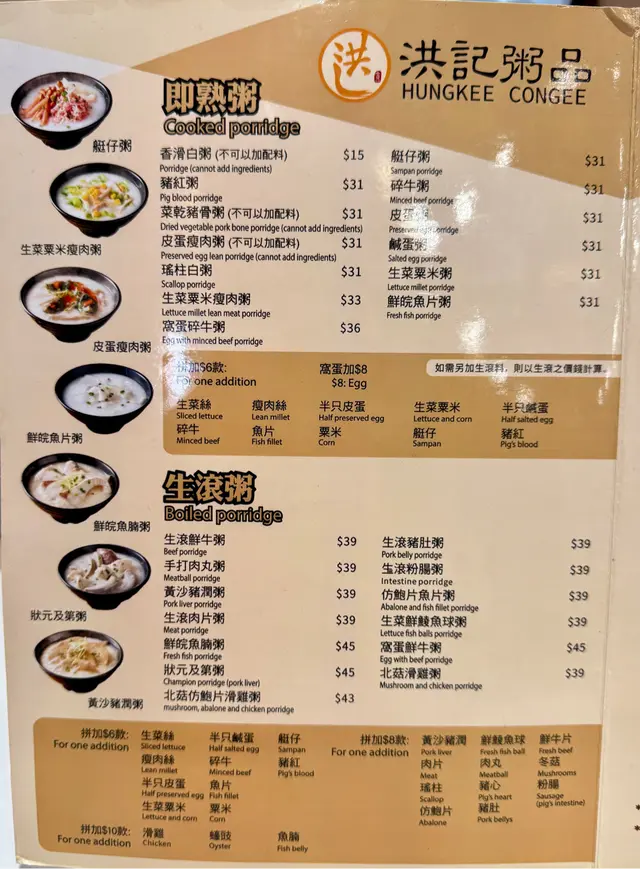 洪記粥品
HUNGKEE CONGEE
即熟粥
Cooked porridge
香滑白粥 (不可以加配料) $15
Porridge (cannot add ingredients)
豬紅粥 $31
Pig blood porridge
菜乾豬骨粥 (不可以加配料) $31
Dried vegetable pork bone porridge (cannot add ingredients)
皮蛋瘦肉粥 (不可以加配料) $31
Preserved egg lean porridge (cannot add ingredients)
瑤柱白粥 $31
Scallop porridge
生菜粟米瘦肉粥 $33
Lettuce millet lean meat porridge
窩蛋碎牛粥 $36
Egg with minced beef porridge
艇仔粥 $31
Sampan porridge
碎牛粥 $31
Minced beef porridge
皮蛋粥 $31
Preserved egg porridge
鹹蛋粥 $31
Salted egg porridge
生菜粟米粥 $31
Lettuce millet porridge
鮮魚片粥 $31
Fresh fish porridge
艇仔粥
生菜粟米瘦肉粥
皮蛋瘦肉粥
鮮皖魚片粥
鮮皖魚腩粥
狀元及第粥
黃沙豬潤粥
拼加$6款:
For one addition
窩蛋加$8
$8: Egg
如需另加生滾料，則以生滾之價錢計算。
生菜絲 瘦肉絲 半只皮蛋 生菜粟米 半只鹹蛋
Sliced lettuce Lean millet Half preserved egg Lettuce and corn Half salted egg
碎牛 魚片 粟米 艇仔 豬紅
Minced beef Fish fillet Corn Sampan Pig's blood
生滾粥
Boiled porridge
生滾鮮牛粥 $39
Beef porridge
手打肉丸粥 $39
Meatball porridge
黃沙豬潤粥 $39
Pork liver porridge
生滾肉片粥 $39
Meat porridge
鮮皖魚腩粥 $45
Fresh fish porridge
狀元及第粥 $45
Champion porridge (pork liver)
北菇仿鮑片滑雞粥 $43
mushroom, abalone and chicken porridge
生滾豬肚粥 $39
Pork belly porridge
生滾粉腸粥 $39
Intestine porridge
仿鮑片魚片粥 $39
Abalone and fish fillet porridge
生菜鮮鯪魚球粥 $39
Lettuce fish balls porridge
窩蛋鮮牛粥 $45
Egg with beef porridge
北菇滑雞粥 $39
Mushroom and chicken porridge
拼加$6款:
For one addition
生菜絲 半只鹹蛋 艇仔
Sliced lettuce Half salted egg Sampan
瘦肉絲 碎牛 豬紅
Lean millet Minced beef Pig's blood
半只皮蛋 魚片
Half preserved egg Fish fillet
生菜粟米 粟米
Lettuce and corn Corn
拼加$10款:
For one addition
滑雞 蠔豉 魚腩
Chicken Oyster Fish belly
拼加$8款:
For one addition
黃沙豬潤 鮮鯪魚球 鮮牛片
Pork liver Fresh fish ball Fresh beef
肉片 肉丸 冬菇
Meat Meatball Mushrooms
瑤柱 豬心 粉腸
Scallop Pig's heart Sausage
(pig's intestine)
仿鮑片 豬肚
Abalone Pork bellys